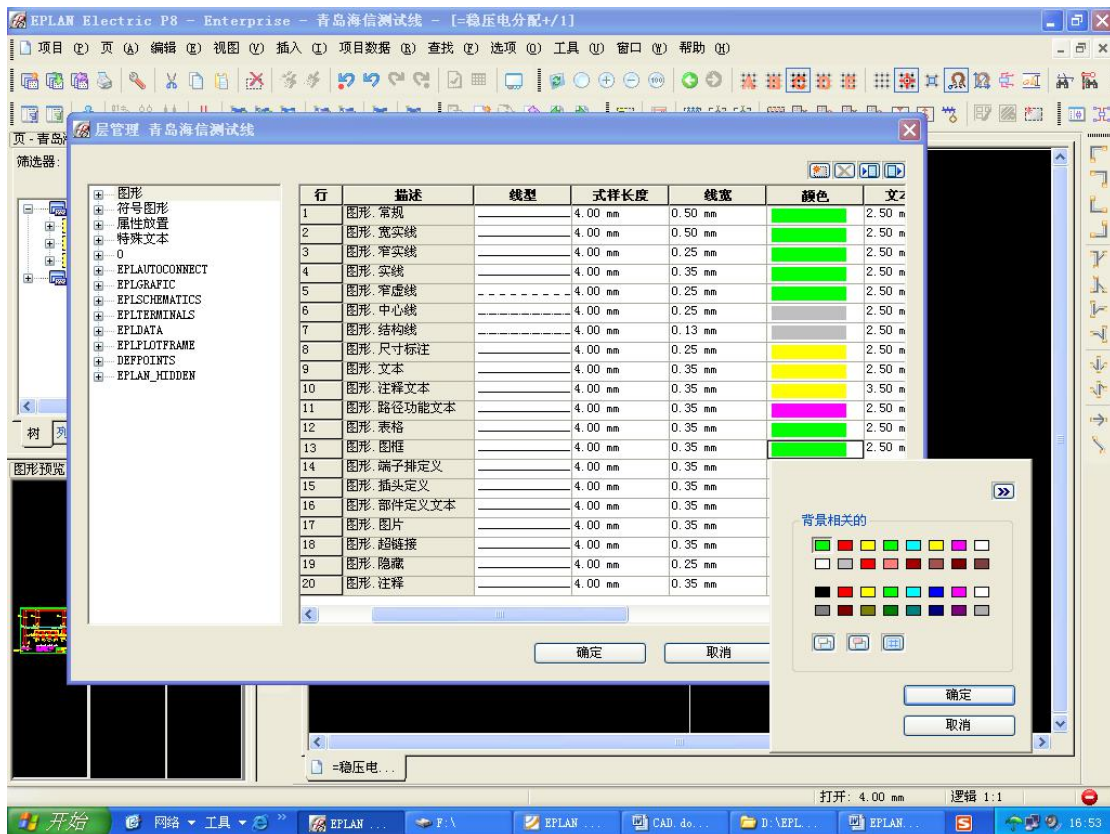 EPLAN Electric P8 - Enterprise - 青岛海信测试线 - [=稳压电分配+/1]
项目(P) 页(A) 编辑(E) 视图(V) 插入(I) 项目数据(R) 查找(F) 选项(O) 工具(U) 窗口(W) 帮助(H)
页-青岛
层管理 青岛海信测试线
筛选器:
图形
符号图形
属性放置
特殊文本
0
EPLAUTOCONNECT
EPLGRAFIC
EPLSCHEMATICS
EPLTERMINALS
EPLDATA
EPLPLOTFRAME
DEFPOINTS
EPLAN_HIDDEN
行 描述 线型 式样长度 线宽 颜色
1 图形.常规 4.00 mm 0.50 mm 2.50 m
2 图形.宽实线 4.00 mm 0.50 mm 2.50 m
3 图形.窄实线 4.00 mm 0.25 mm 2.50 m
4 图形.实线 4.00 mm 0.35 mm 2.50 m
5 图形.窄虚线 4.00 mm 0.25 mm 2.50 m
6 图形.中心线 4.00 mm 0.25 mm 2.50 m
7 图形.结构线 4.00 mm 0.13 mm 2.50 m
8 图形.尺寸标注 4.00 mm 0.25 mm 2.50 m
9 图形.文本 4.00 mm 0.35 mm 2.50 m
10 图形.注释文本 4.00 mm 0.35 mm 3.50 m
11 图形.路径功能文本 4.00 mm 0.35 mm 2.50 m
12 图形.表格 4.00 mm 0.35 mm 2.50 m
13 图形.图框 4.00 mm 0.35 mm 2.50 m
14 图形.端子排定义 4.00 mm 0.35 mm
15 图形.插头定义 4.00 mm 0.35 mm
16 图形.部件定义文本 4.00 mm 0.35 mm
17 图形.图片 4.00 mm 0.35 mm
18 图形.超链接 4.00 mm 0.35 mm
19 图形.隐藏 4.00 mm 0.25 mm
20 图形.注释 4.00 mm 0.35 mm
树 列
图形预览
背景相关的
确定 取消
确定
取消
=稳压电...
打开: 4.00 mm 逻辑 1:1
开始 网络 工具 EPLAN ... F:\ EPLAN ... CAD. do... D:\EPL... EPLAN... 16:53